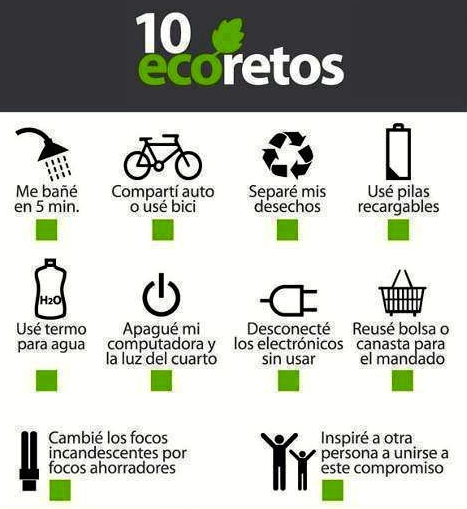 10
ecoretos
Me bañé
en 5 min.
Compartí auto
o usé bici
Separé mis
desechos
Usé pilas
recargables
H2O
Usé termo
para agua
Apagué mi
computadora y
la luz del cuarto
Desconecté
los electrónicos
sin usar
Reusé bolsa o
canasta para
el mandado
Cambié los focos
incandescentes por
focos ahorradores
Inspiré a otra
persona a unirse a
este compromiso